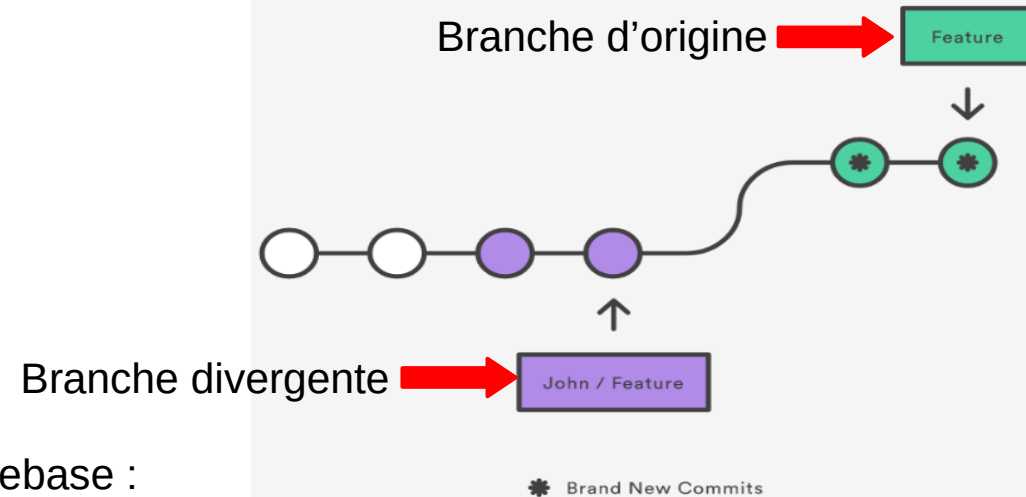 Branche d’origine
Feature
Branche divergente
John / Feature
ebase :
Brand New Commits